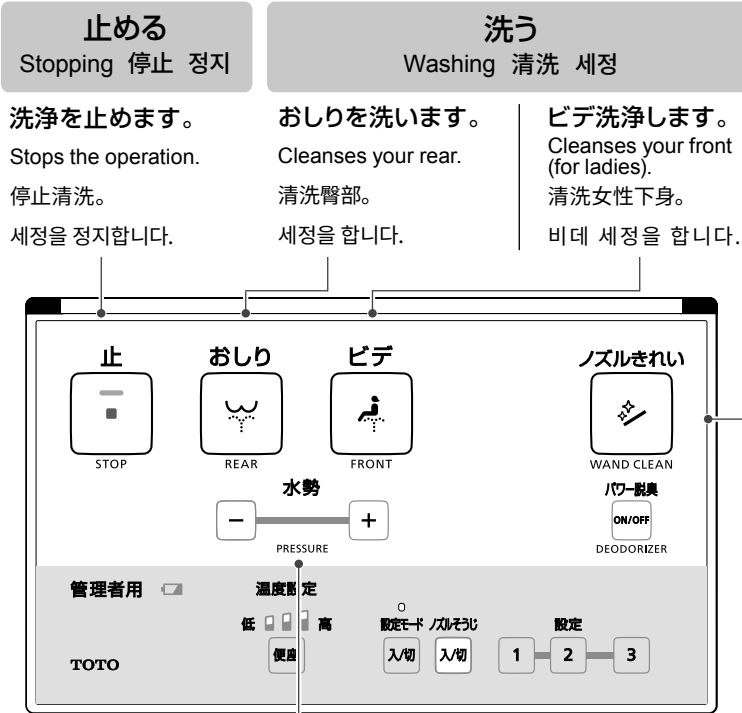 止める
Stopping 停止 정지
洗う
Washing 清洗 세정
洗浄を止めます。
Stops the operation.
停止清洗。
세정을 정지합니다.
おしりを洗います。
Cleanses your rear.
清洗臀部。
세정을 합니다.
ビデ洗浄します。
Cleanses your front
(for ladies).
清洗女性下身。
비데 세정을 합니다.
止 おしり ビデ ノズルきれい
STOP REAR FRONT WAND CLEAN
水勢 パワー脱臭
− + ON/OFF
PRESSURE DEODORIZER
管理者用 温度設定
低 高 設定モード ノズルそうじ 設定
便座 入/切 入/切 1 2 3
TOTO